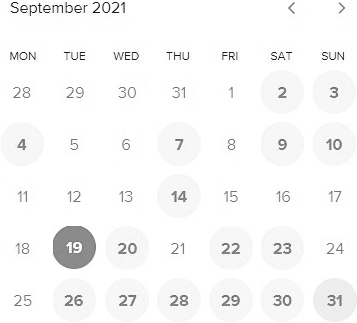 September 2021
MON TUE WED THU FRI SAT SUN
28 29 30 31 1 2 3
4 5 6 7 8 9 10
11 12 13 14 15 16 17
18 19 20 21 22 23 24
25 26 27 28 29 30 31